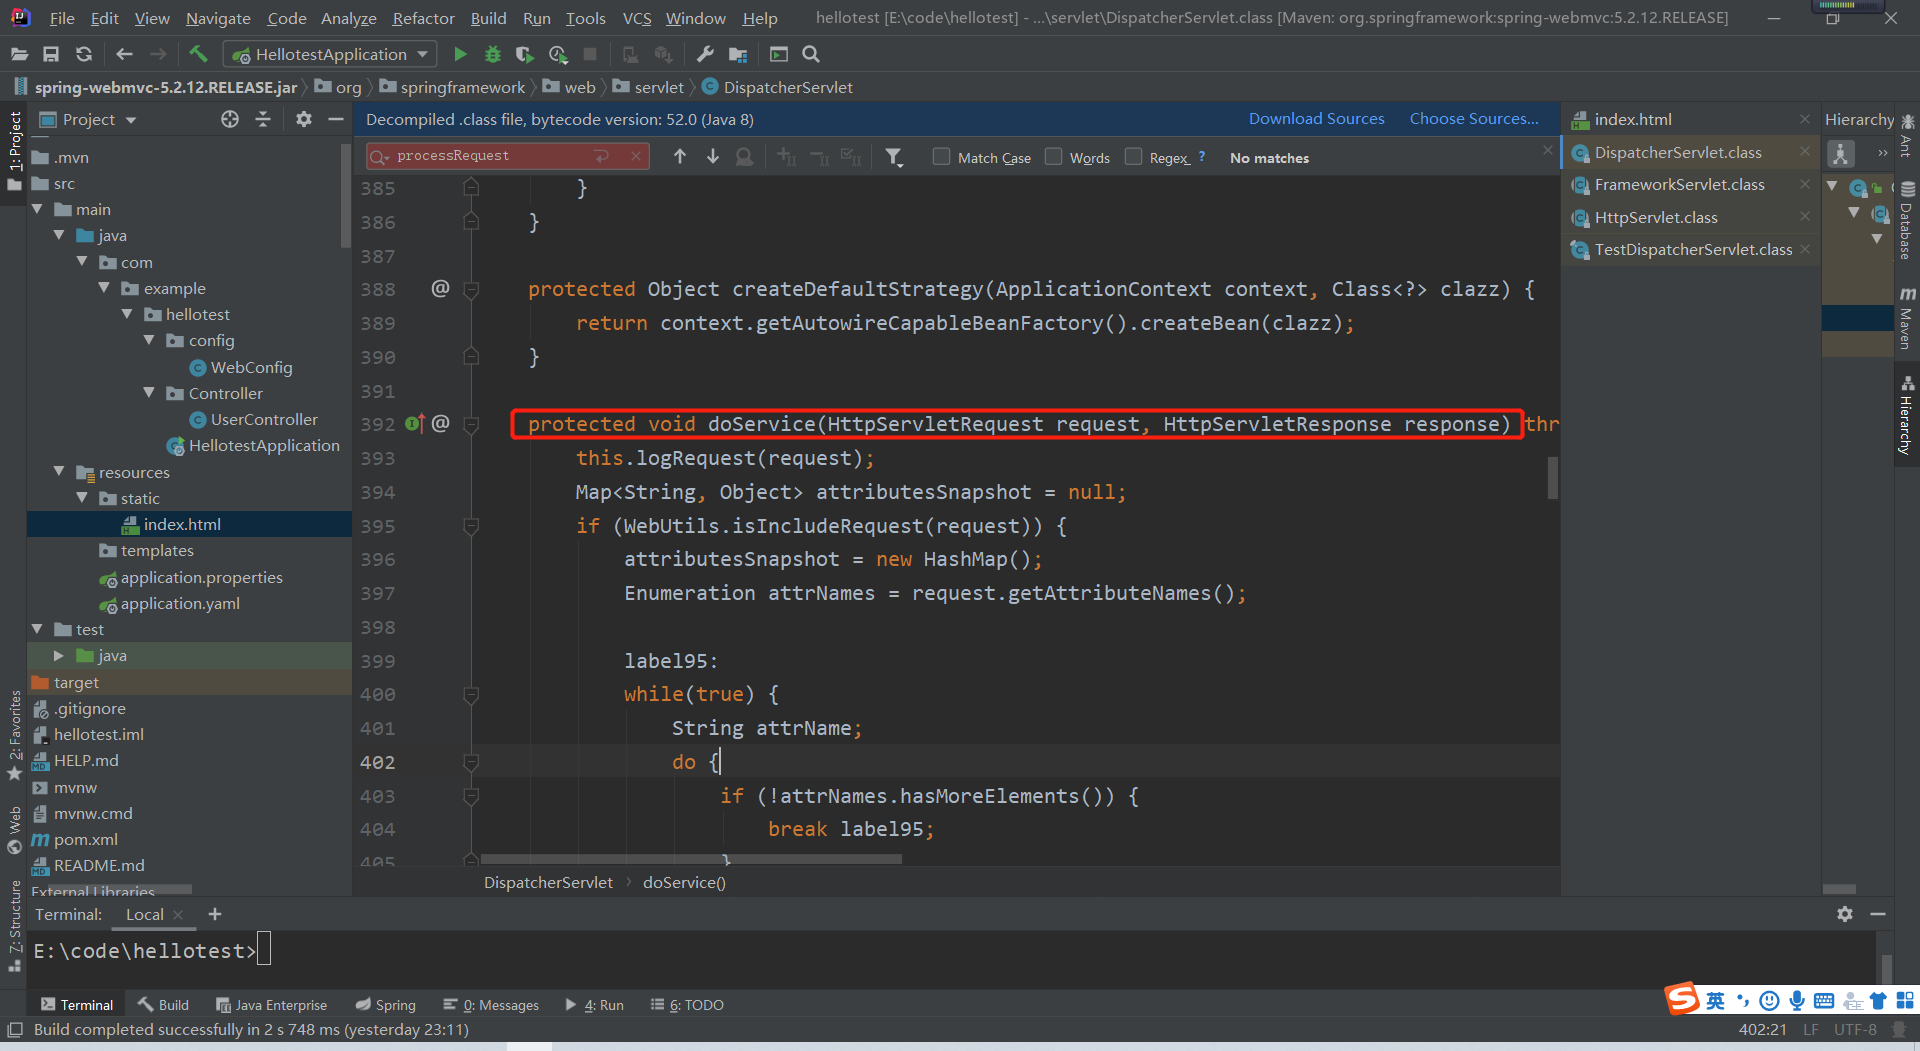 File Edit View Navigate Code Analyze Refactor Build Run Tools VCS Window Help hellotest [E:\code\hellotest] - ...\servlet\DispatcherServlet.class [Maven: org.springframework:spring-webmvc:5.2.12.RELEASE]
HellotestApplication
spring-webmvc-5.2.12.RELEASE.jar org springframework web servlet DispatcherServlet
1: Project
2: Favorites
Web
7: Structure
Project
.mvn
src
main
java
com
example
hellotest
config
WebConfig
Controller
UserController
HellotestApplication
resources
static
index.html
templates
application.properties
application.yaml
test
java
target
.gitignore
hellotest.iml
HELP.md
mvnw
mvnw.cmd
pom.xml
README.md
External Libraries
Decompiled .class file, bytecode version: 52.0 (Java 8) Download Sources Choose Sources...
processRequest Match Case Words Regex ? No matches
385 }
386 }
387
388 @ protected Object createDefaultStrategy(ApplicationContext context, Class<?> clazz) {
389 return context.getAutowireCapableBeanFactory().createBean(clazz);
390 }
391
392 @ protected void doService(HttpServletRequest request, HttpServletResponse response) thr
393 this.logRequest(request);
394 Map<String, Object> attributesSnapshot = null;
395 if (WebUtils.isIncludeRequest(request)) {
396 attributesSnapshot = new HashMap();
397 Enumeration attrNames = request.getAttributeNames();
398
399 label95:
400 while(true) {
401 String attrName;
402 do {
403 if (!attrNames.hasMoreElements()) {
404 break label95;
405 }
DispatcherServlet › doService()
index.html
DispatcherServlet.class
FrameworkServlet.class
HttpServlet.class
TestDispatcherServlet.class
Hierarchy
Ant
Database
Maven
Hierarchy
Terminal: Local
E:\code\hellotest>
Terminal Build Java Enterprise Spring 0: Messages 4: Run 6: TODO
英
Build completed successfully in 2 s 748 ms (yesterday 23:11) 402:21 LF UTF-8